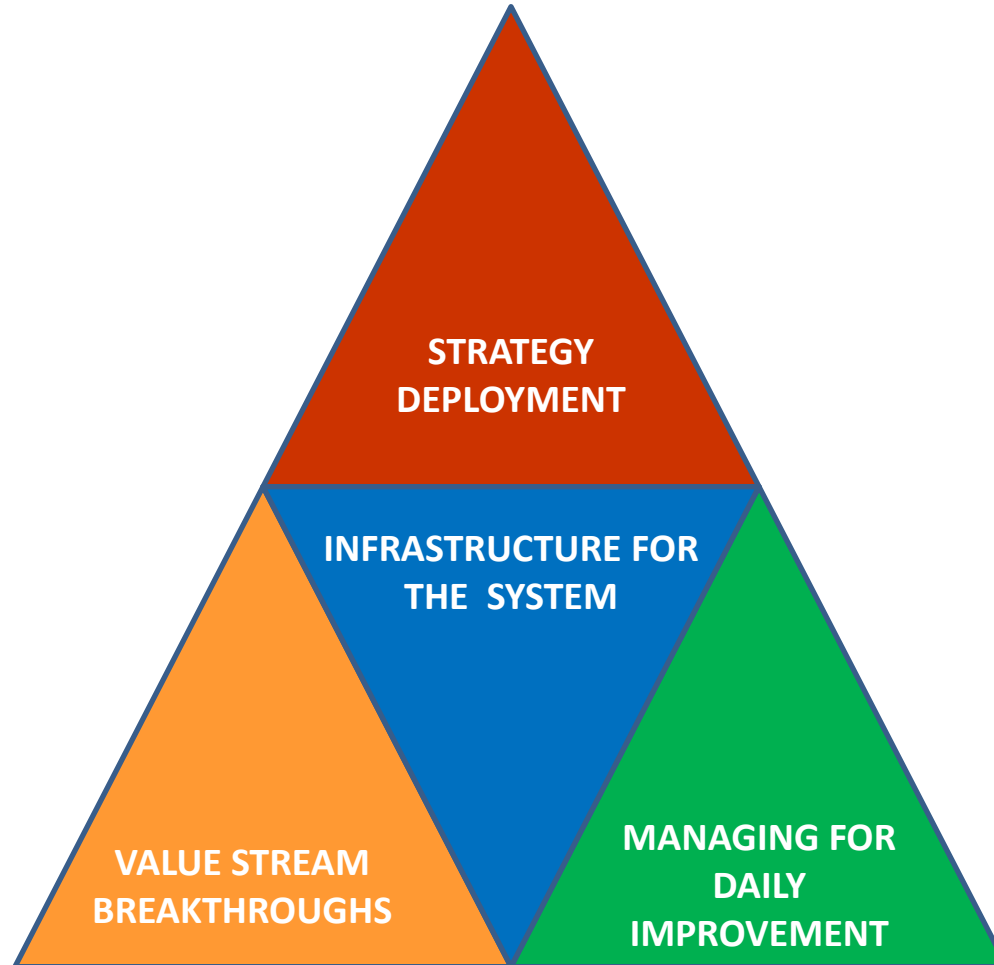 STRATEGY
DEPLOYMENT
INFRASTRUCTURE FOR
THE  SYSTEM
VALUE STREAM
BREAKTHROUGHS
MANAGING FOR
DAILY
IMPROVEMENT